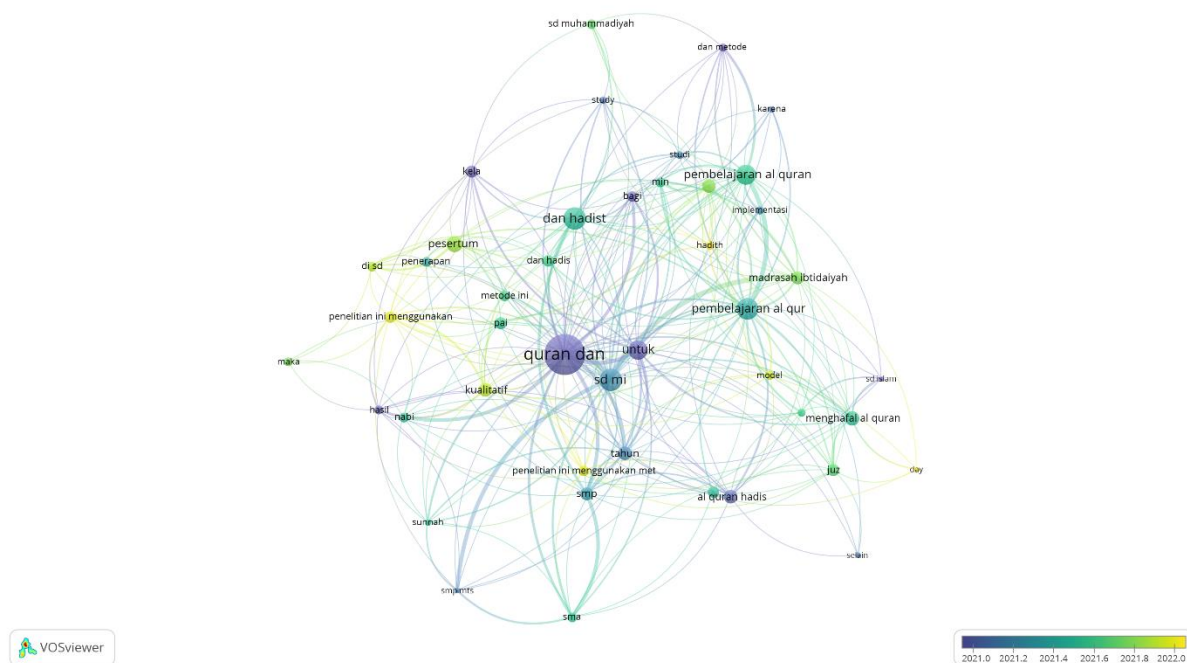 sd muhammadiyah
dan metode
study
karena
studi
kela
min
pembelajaran al quran
bagi
implementasi
dan hadist
pesertum
hadith
di sd
penerapan
dan hadis
madrasah ibtidaiyah
metode ini
penelitian ini menggunakan
pai
pembelajaran al qur
quran dan
untuk
maka
sd mi
model
sd islam
kualitatif
hasil
nabi
menghafal al quran
tahun
penelitian ini menggunakan met
juz
day
smp
al quran hadis
sunnah
selain
smp mts
sma
VOSviewer
2021.0 2021.2 2021.4 2021.6 2021.8 2022.0